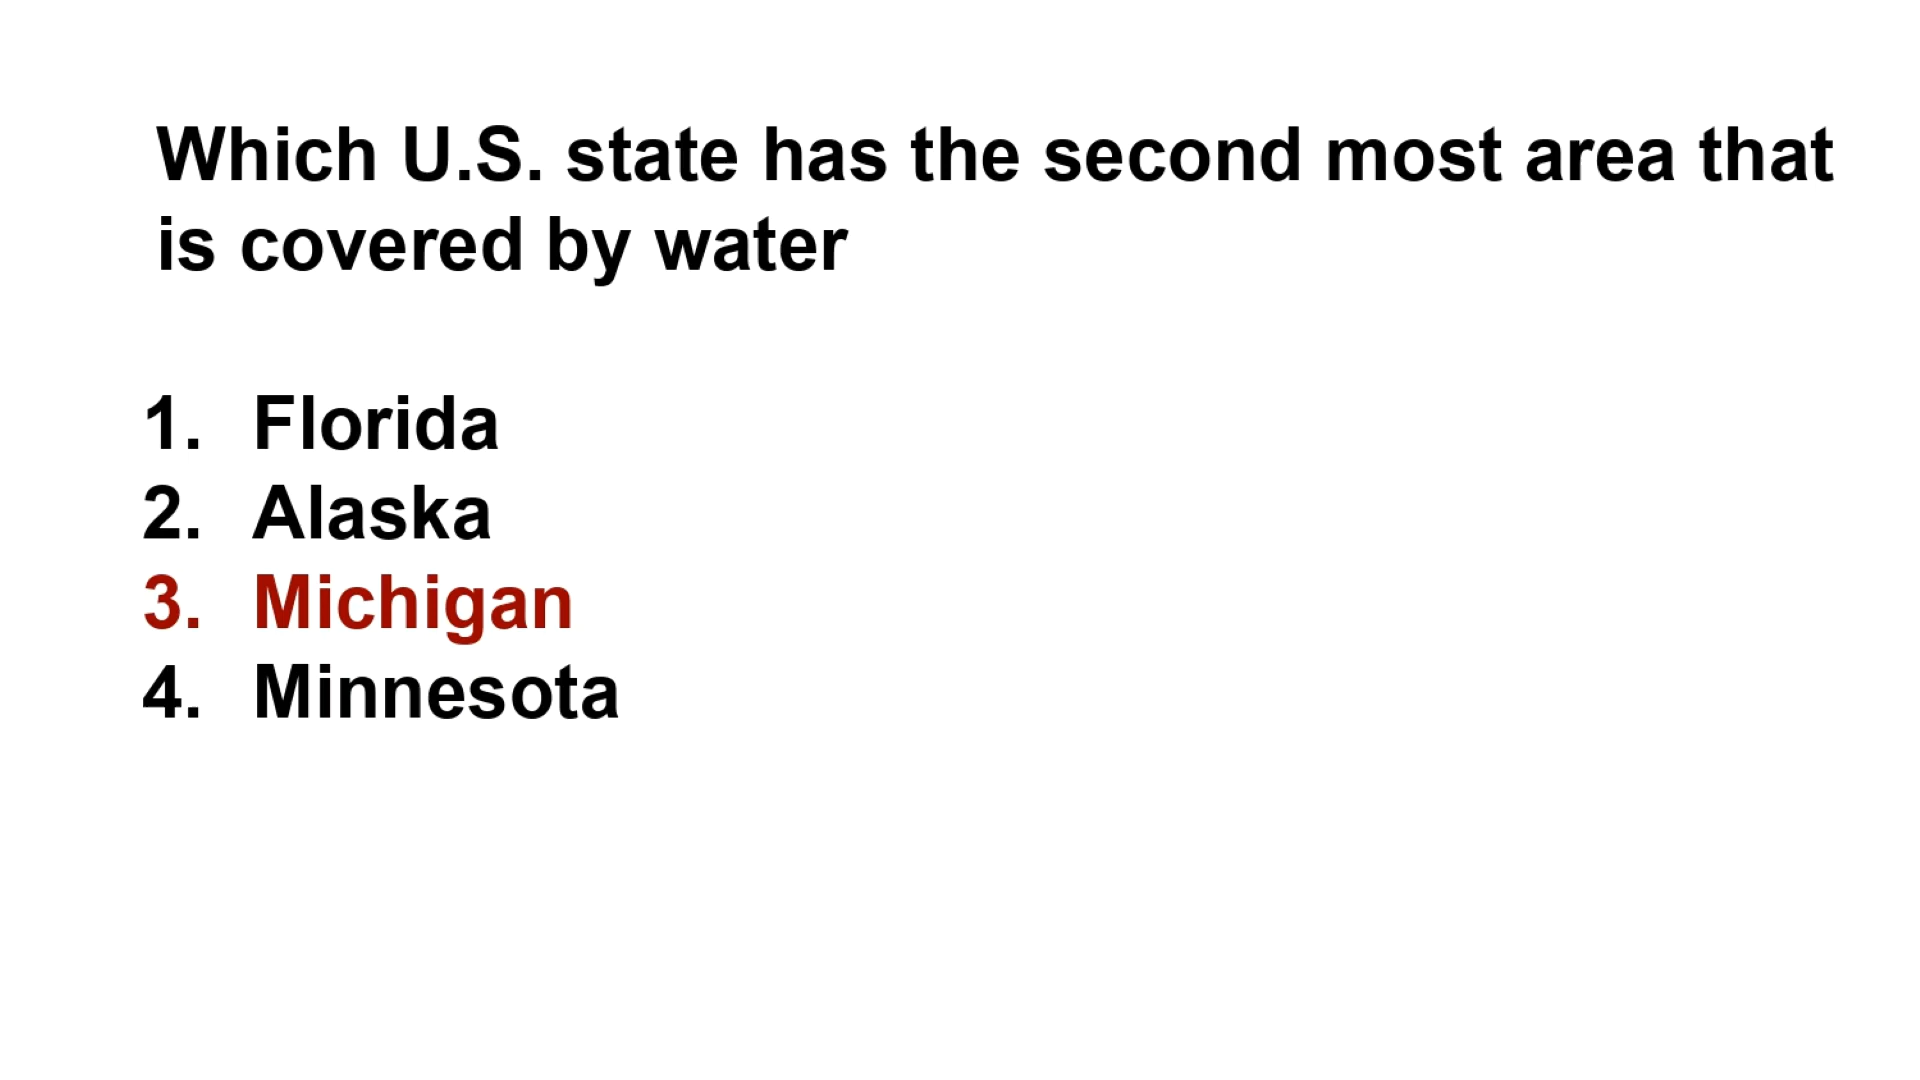 Which U.S. state has the second most area that
is covered by water
1. Florida
2. Alaska
3. Michigan
4. Minnesota